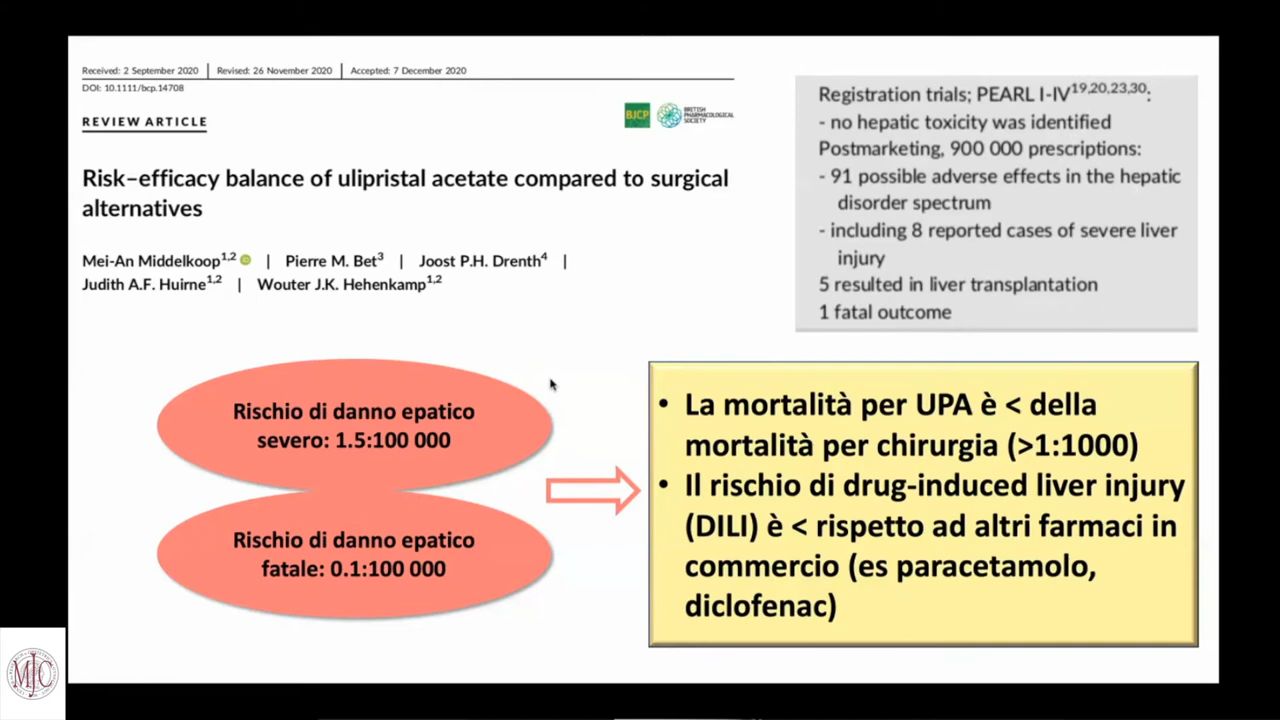 Received: 2 September 2020 | Revised: 26 November 2020 | Accepted: 7 December 2020
DOI: 10.1111/bcp.14708
REVIEW ARTICLE
BJCP
BRITISH
PHARMACOLOGICAL
SOCIETY
Risk–efficacy balance of ulipristal acetate compared to surgical
alternatives
Mei-An Middelkoop1,2 | Pierre M. Bet3 | Joost P.H. Drenth4 |
Judith A.F. Huirne1,2 | Wouter J.K. Hehenkamp1,2
Registration trials; PEARL I-IV19,20,23,30:
- no hepatic toxicity was identified
Postmarketing, 900 000 prescriptions:
- 91 possible adverse effects in the hepatic
disorder spectrum
- including 8 reported cases of severe liver
injury
5 resulted in liver transplantation
1 fatal outcome
Rischio di danno epatico
severo: 1.5:100 000
Rischio di danno epatico
fatale: 0.1:100 000
• La mortalità per UPA è < della
mortalità per chirurgia (>1:1000)
• Il rischio di drug-induced liver injury
(DILI) è < rispetto ad altri farmaci in
commercio (es paracetamolo,
diclofenac)
MJC